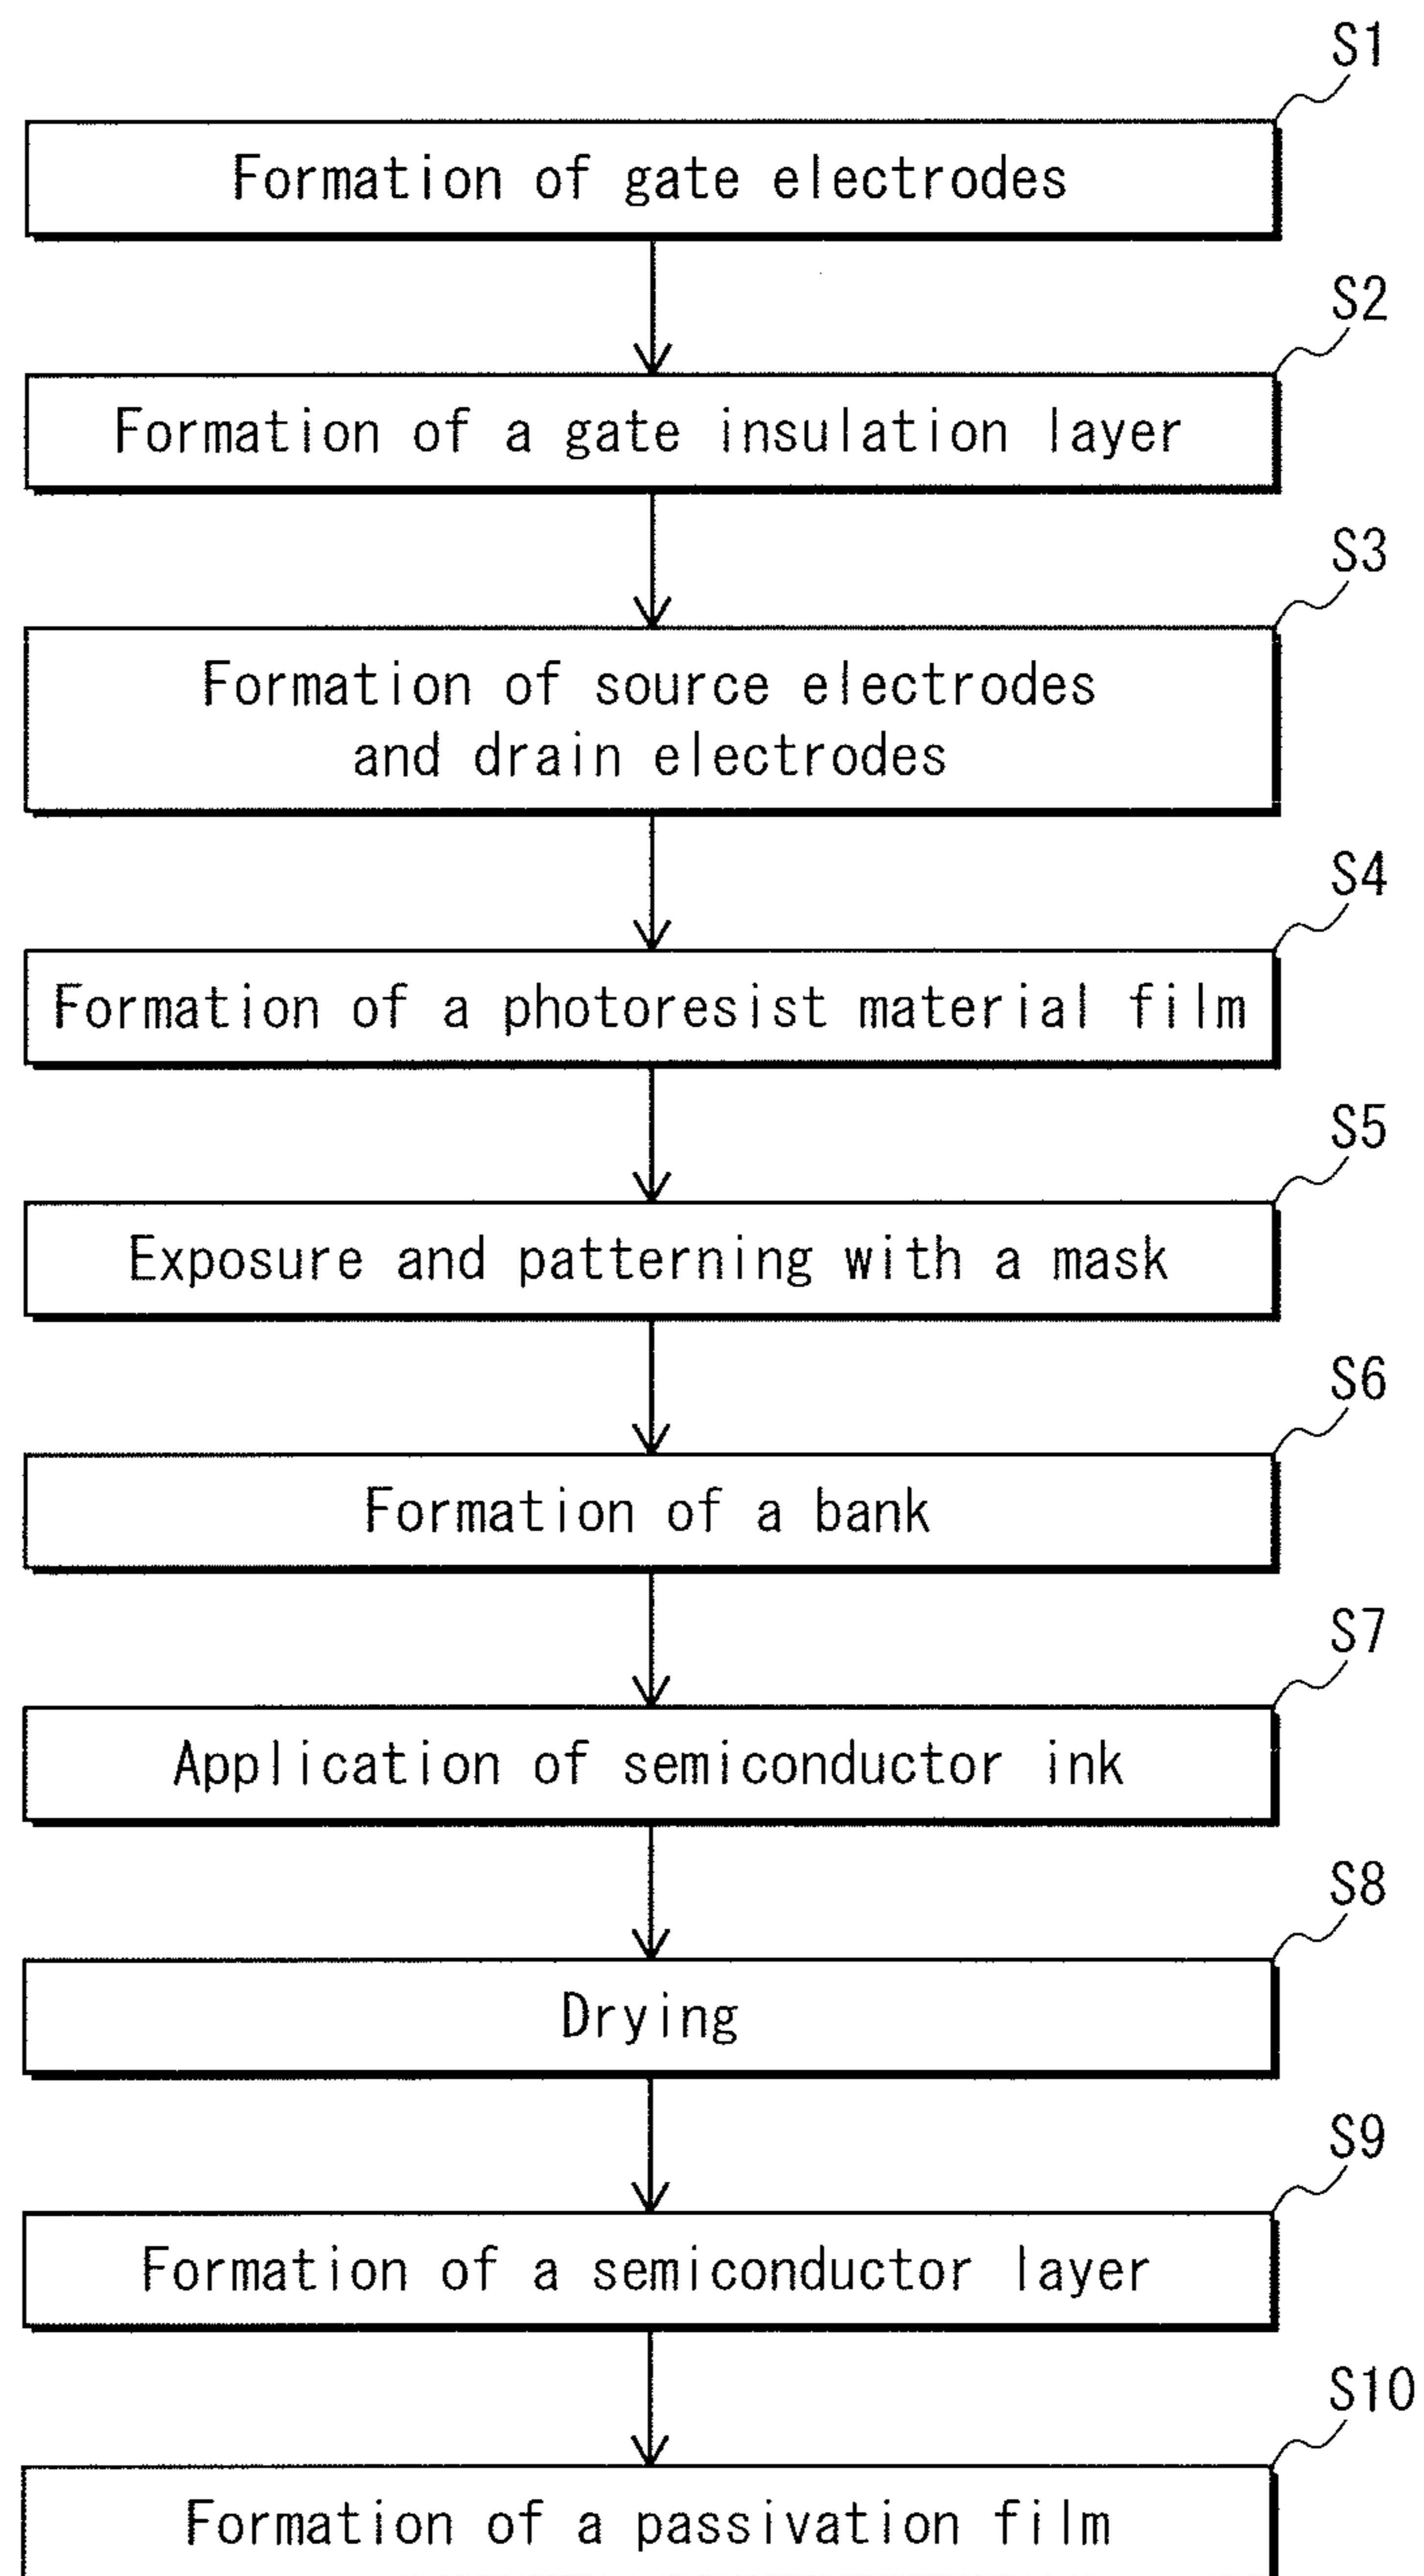 S1
Formation of gate electrodes
S2
Formation of a gate insulation layer
S3
Formation of source electrodes
and drain electrodes
S4
Formation of a photoresist material film
S5
Exposure and patterning with a mask
S6
Formation of a bank
S7
Application of semiconductor ink
S8
Drying
S9
Formation of a semiconductor layer
S10
Formation of a passivation film